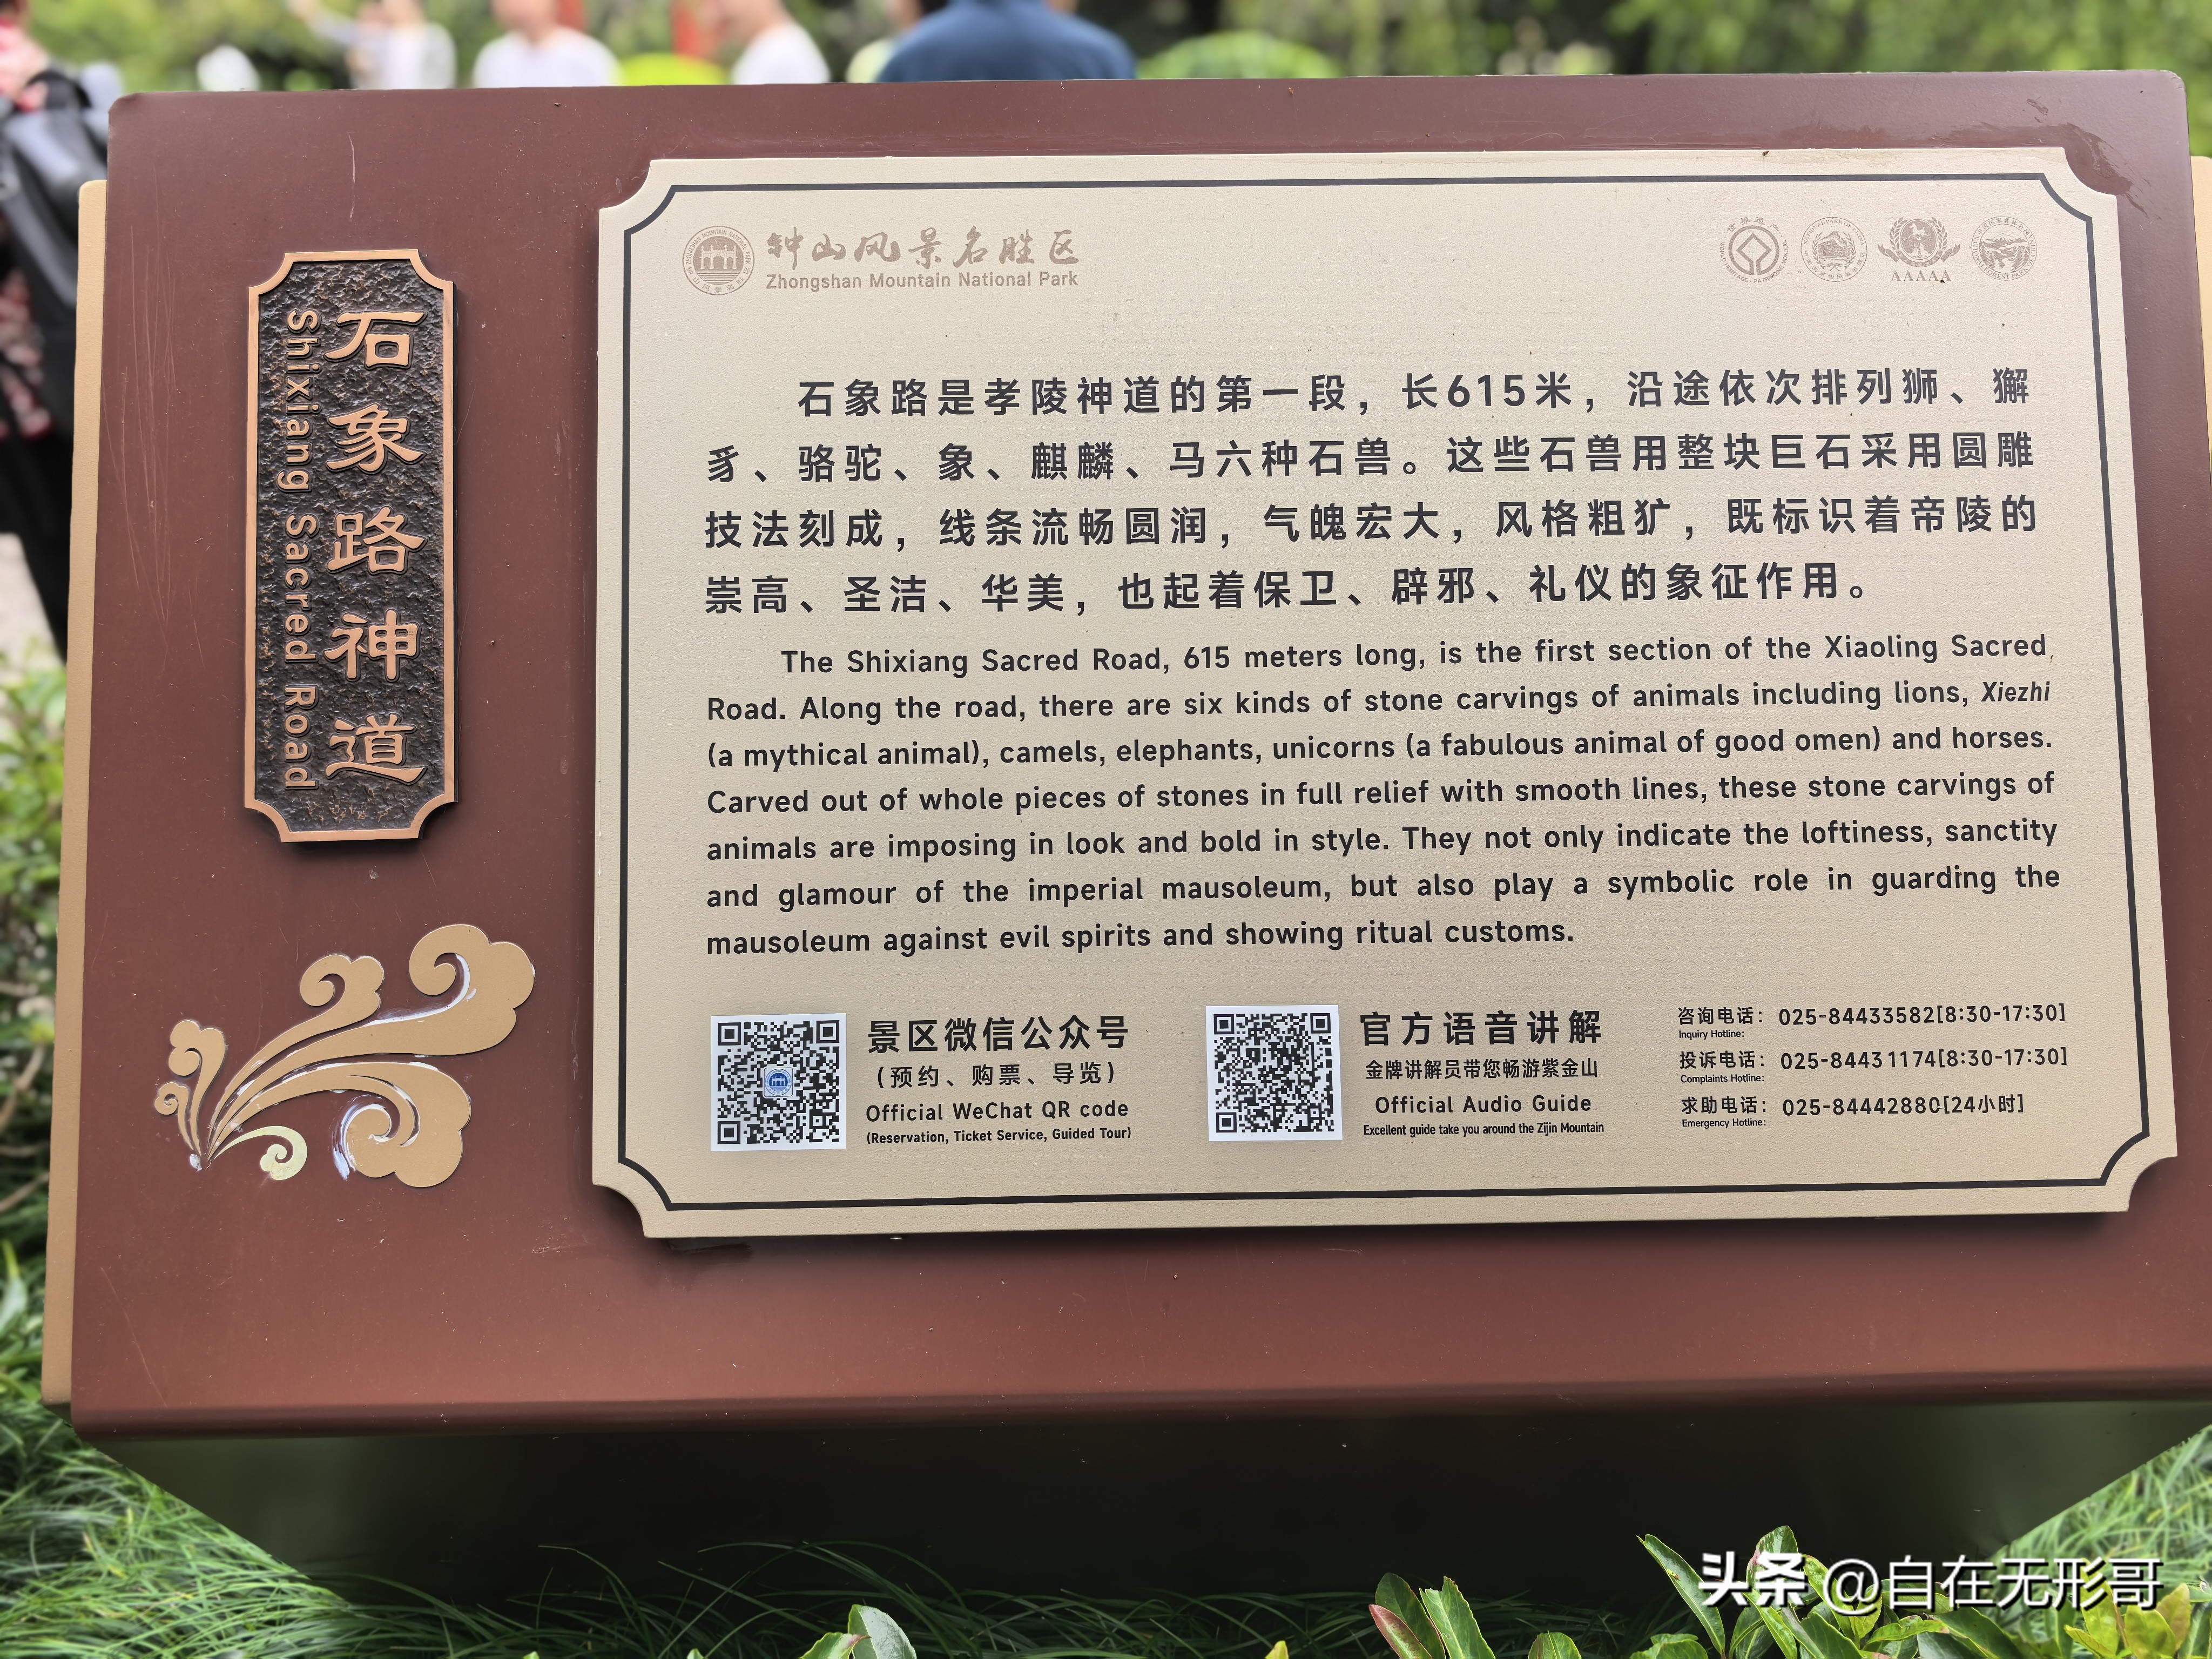 石象路神道
Shixiang Sacred Road
钟山风景名胜区
Zhongshan Mountain National Park
AAAAA
石象路是孝陵神道的第一段，长615米，沿途依次排列狮、獬
豸、骆驼、象、麒麟、马六种石兽。这些石兽用整块巨石采用圆雕
技法刻成，线条流畅圆润，气魄宏大，风格粗犷，既标识着帝陵的
崇高、圣洁、华美，也起着保卫、辟邪、礼仪的象征作用。
The Shixiang Sacred Road, 615 meters long, is the first section of the Xiaoling Sacred
Road. Along the road, there are six kinds of stone carvings of animals including lions, Xiezhi
(a mythical animal), camels, elephants, unicorns (a fabulous animal of good omen) and horses.
Carved out of whole pieces of stones in full relief with smooth lines, these stone carvings of
animals are imposing in look and bold in style. They not only indicate the loftiness, sanctity
and glamour of the imperial mausoleum, but also play a symbolic role in guarding the
mausoleum against evil spirits and showing ritual customs.
景区微信公众号
(预约、购票、导览)
Official WeChat QR code
(Reservation, Ticket Service, Guided Tour)
官方语音讲解
金牌讲解员带您畅游紫金山
Official Audio Guide
Excellent guide take you around the Zijin Mountain
咨询电话：025-84433582[8:30-17:30]
Inquiry Hotline:
投诉电话：025-84431174[8:30-17:30]
Complaints Hotline:
求助电话：025-84442880[24小时]
Emergency Hotline:
头条 @自在无形哥